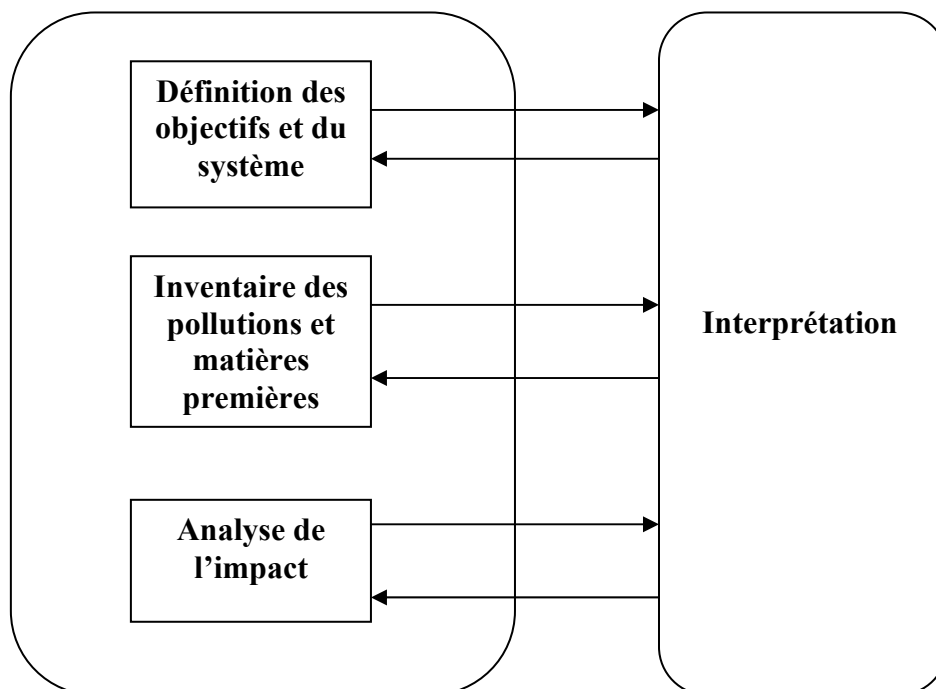 Définition des
objectifs et du
système
Inventaire des
pollutions et
matières
premières
Interprétation
Analyse de
l’impact